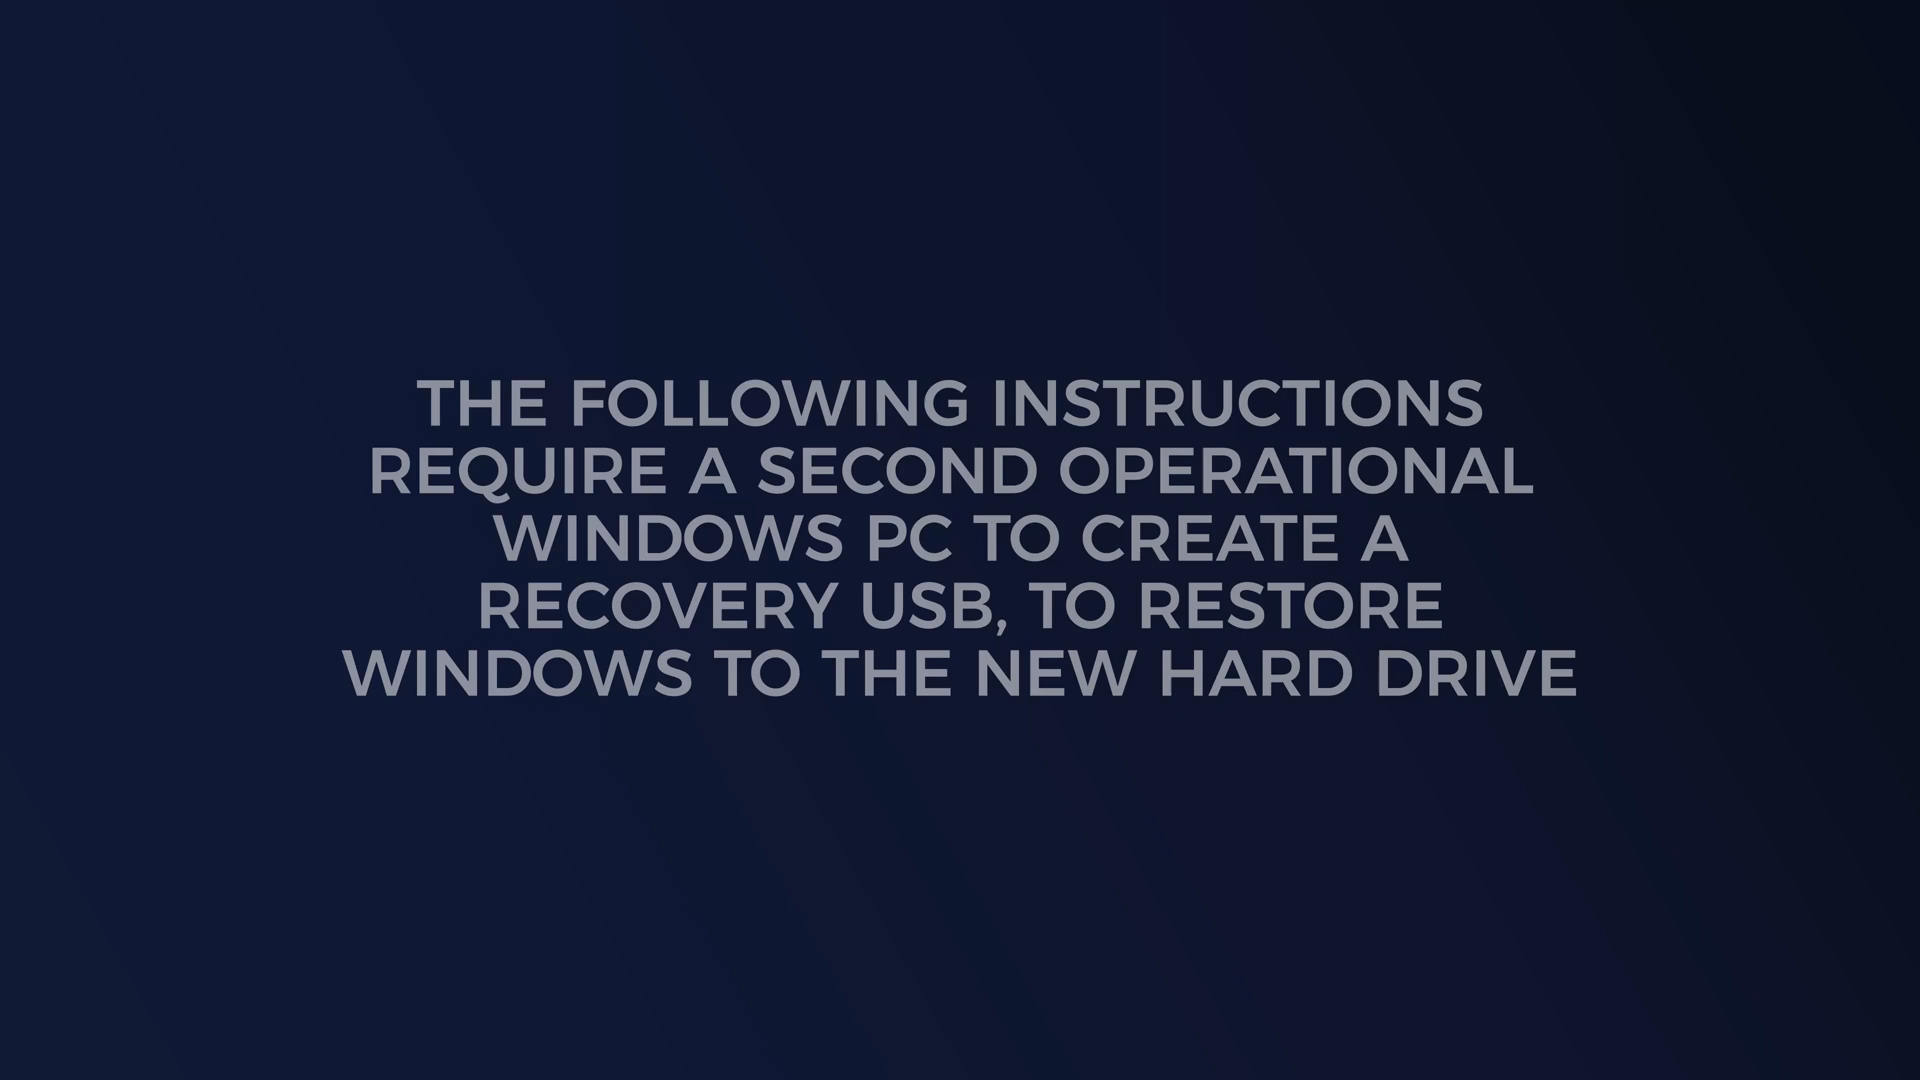 THE FOLLOWING INSTRUCTIONS
REQUIRE A SECOND OPERATIONAL
WINDOWS PC TO CREATE A
RECOVERY USB, TO RESTORE
WINDOWS TO THE NEW HARD DRIVE